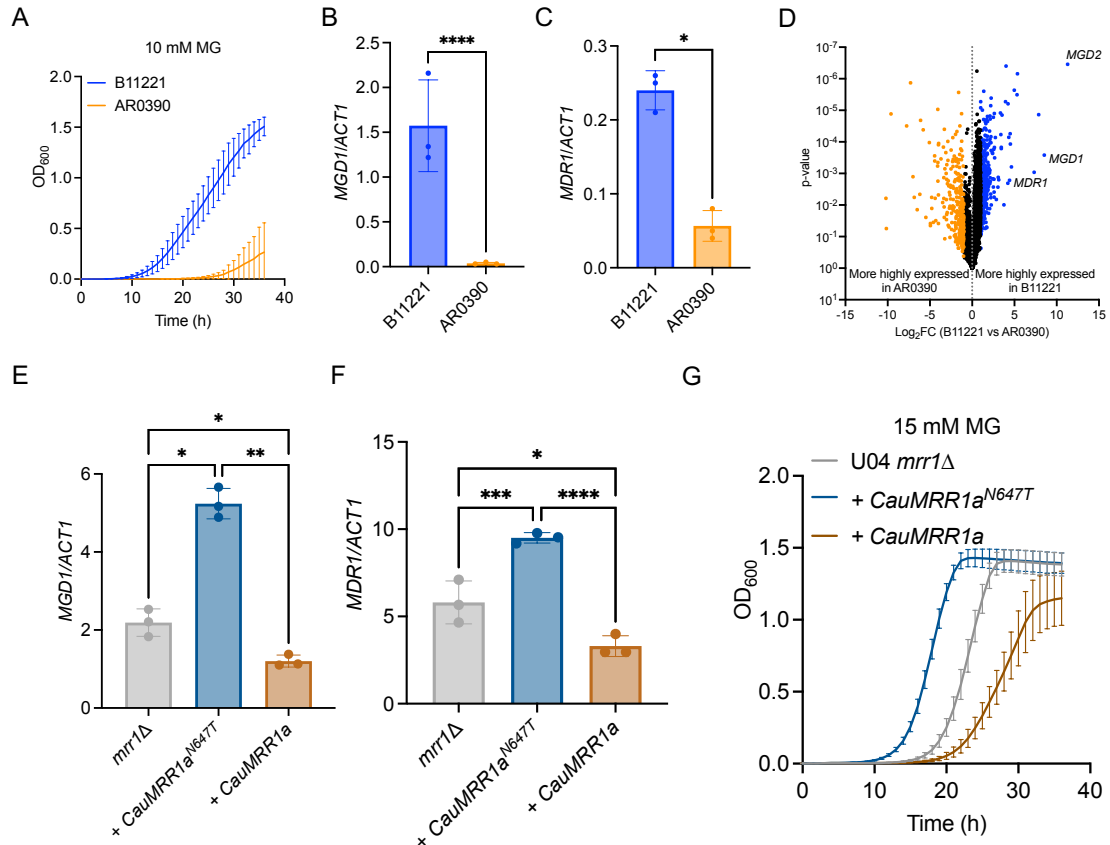 A
10 mM MG
B11221
AR0390
OD600
2.0
1.5
1.0
0.5
0.0
0
10
20
30
40
Time (h)
B
****
MGD1/ACT1
2.5
2.0
1.5
1.0
0.5
0.0
B11221
AR0390
C
*
MDR1/ACT1
0.3
0.2
0.1
0.0
B11221
AR0390
D
p-value
10-7
10-6
10-5
10-4
10-3
10-2
10-1
100
101
MGD2
MGD1
MDR1
More highly expressed
in AR0390
More highly expressed
in B11221
-15
-10
-5
0
5
10
15
Log2FC (B11221 vs AR0390)
E
*
*
**
MGD1/ACT1
6
4
2
0
mrr1Δ
+ CauMRR1aN647T
+ CauMRR1a
F
*
***
****
MDR1/ACT1
15
10
5
0
mrr1Δ
+ CauMRR1aN647T
+ CauMRR1a
G
15 mM MG
U04 mrr1Δ
+ CauMRR1aN647T
+ CauMRR1a
OD600
2.0
1.5
1.0
0.5
0.0
0
10
20
30
40
Time (h)